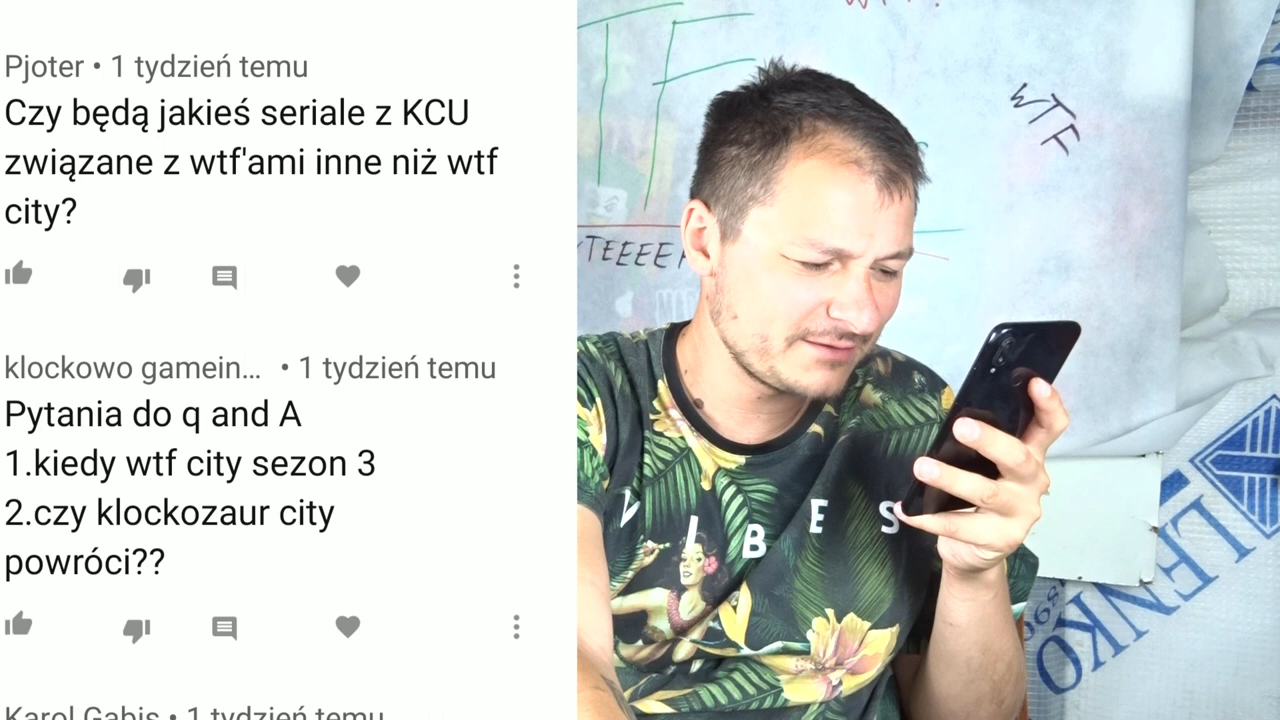 Pjoter • 1 tydzień temu
Czy będą jakieś seriale z KCU
związane z wtf'ami inne niż wtf
city?
klockowo gamein... • 1 tydzień temu
Pytania do q and A
1.kiedy wtf city sezon 3
2.czy klockozaur city
powróci??
Karol Gabis • 1 tydzień temu
WTF
VIBES
LENKO